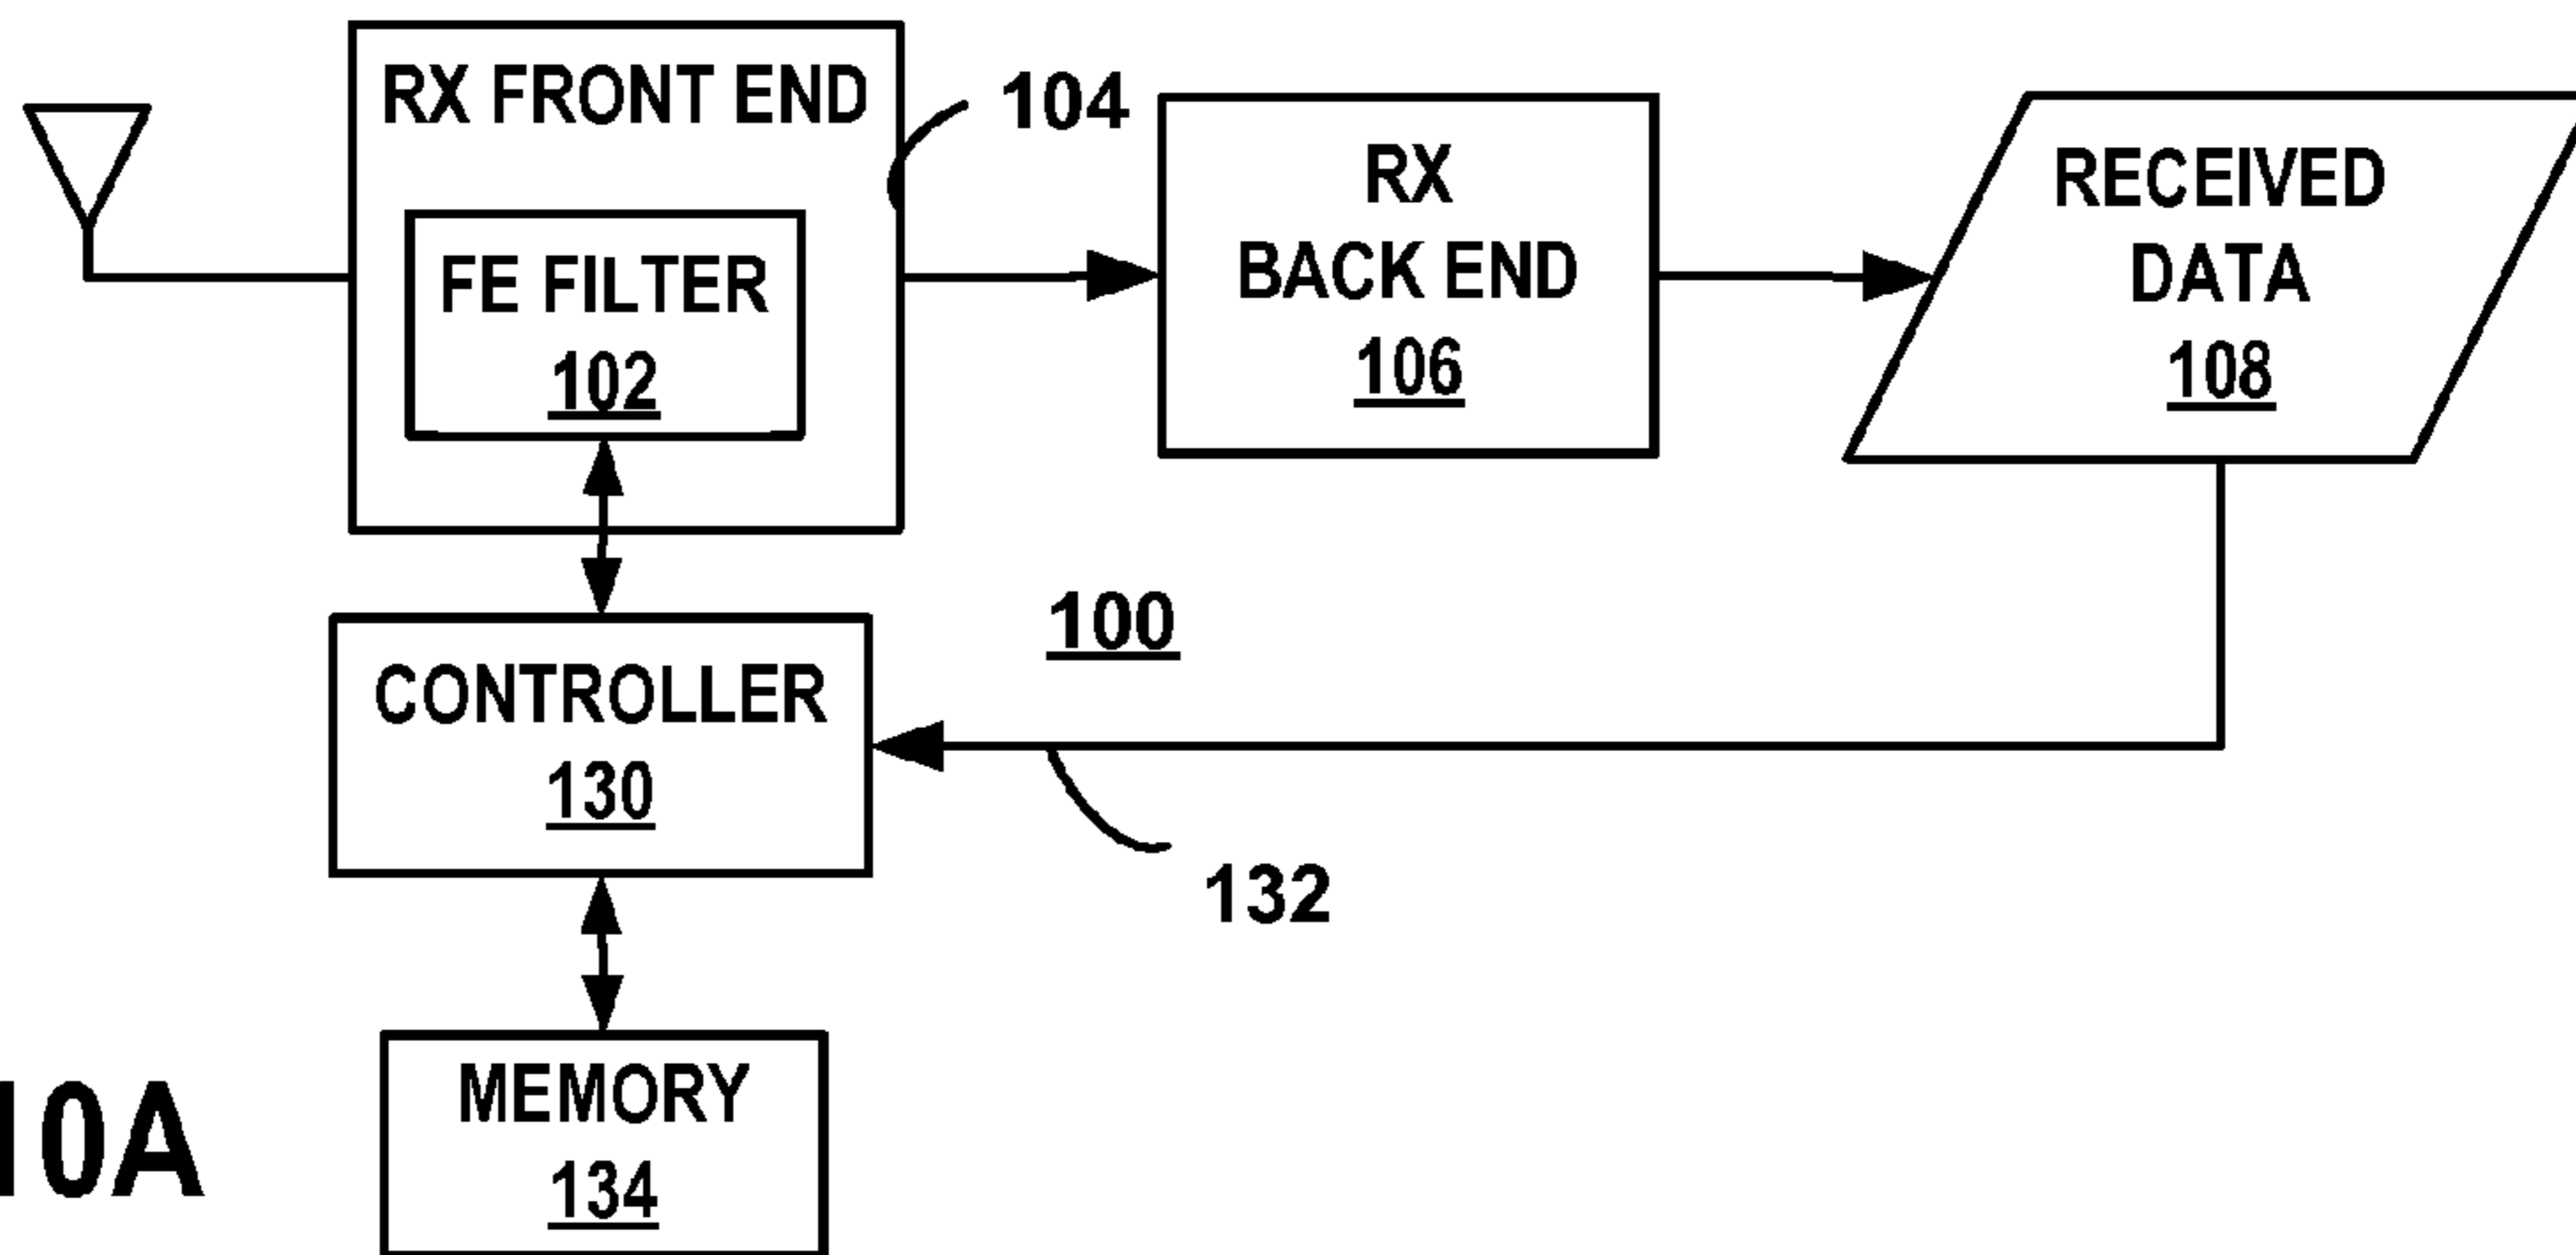 RX FRONT END
104
FE FILTER
102
RX
BACK END
106
RECEIVED
DATA
108
100
CONTROLLER
130
132
MEMORY
134
10A